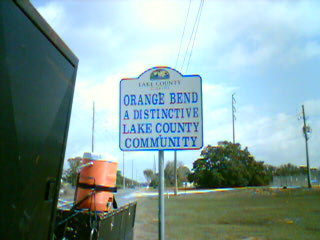 LAKE COUNTY
ORANGE BEND
A DISTINCTIVE
LAKE COUNTY
COMMUNITY